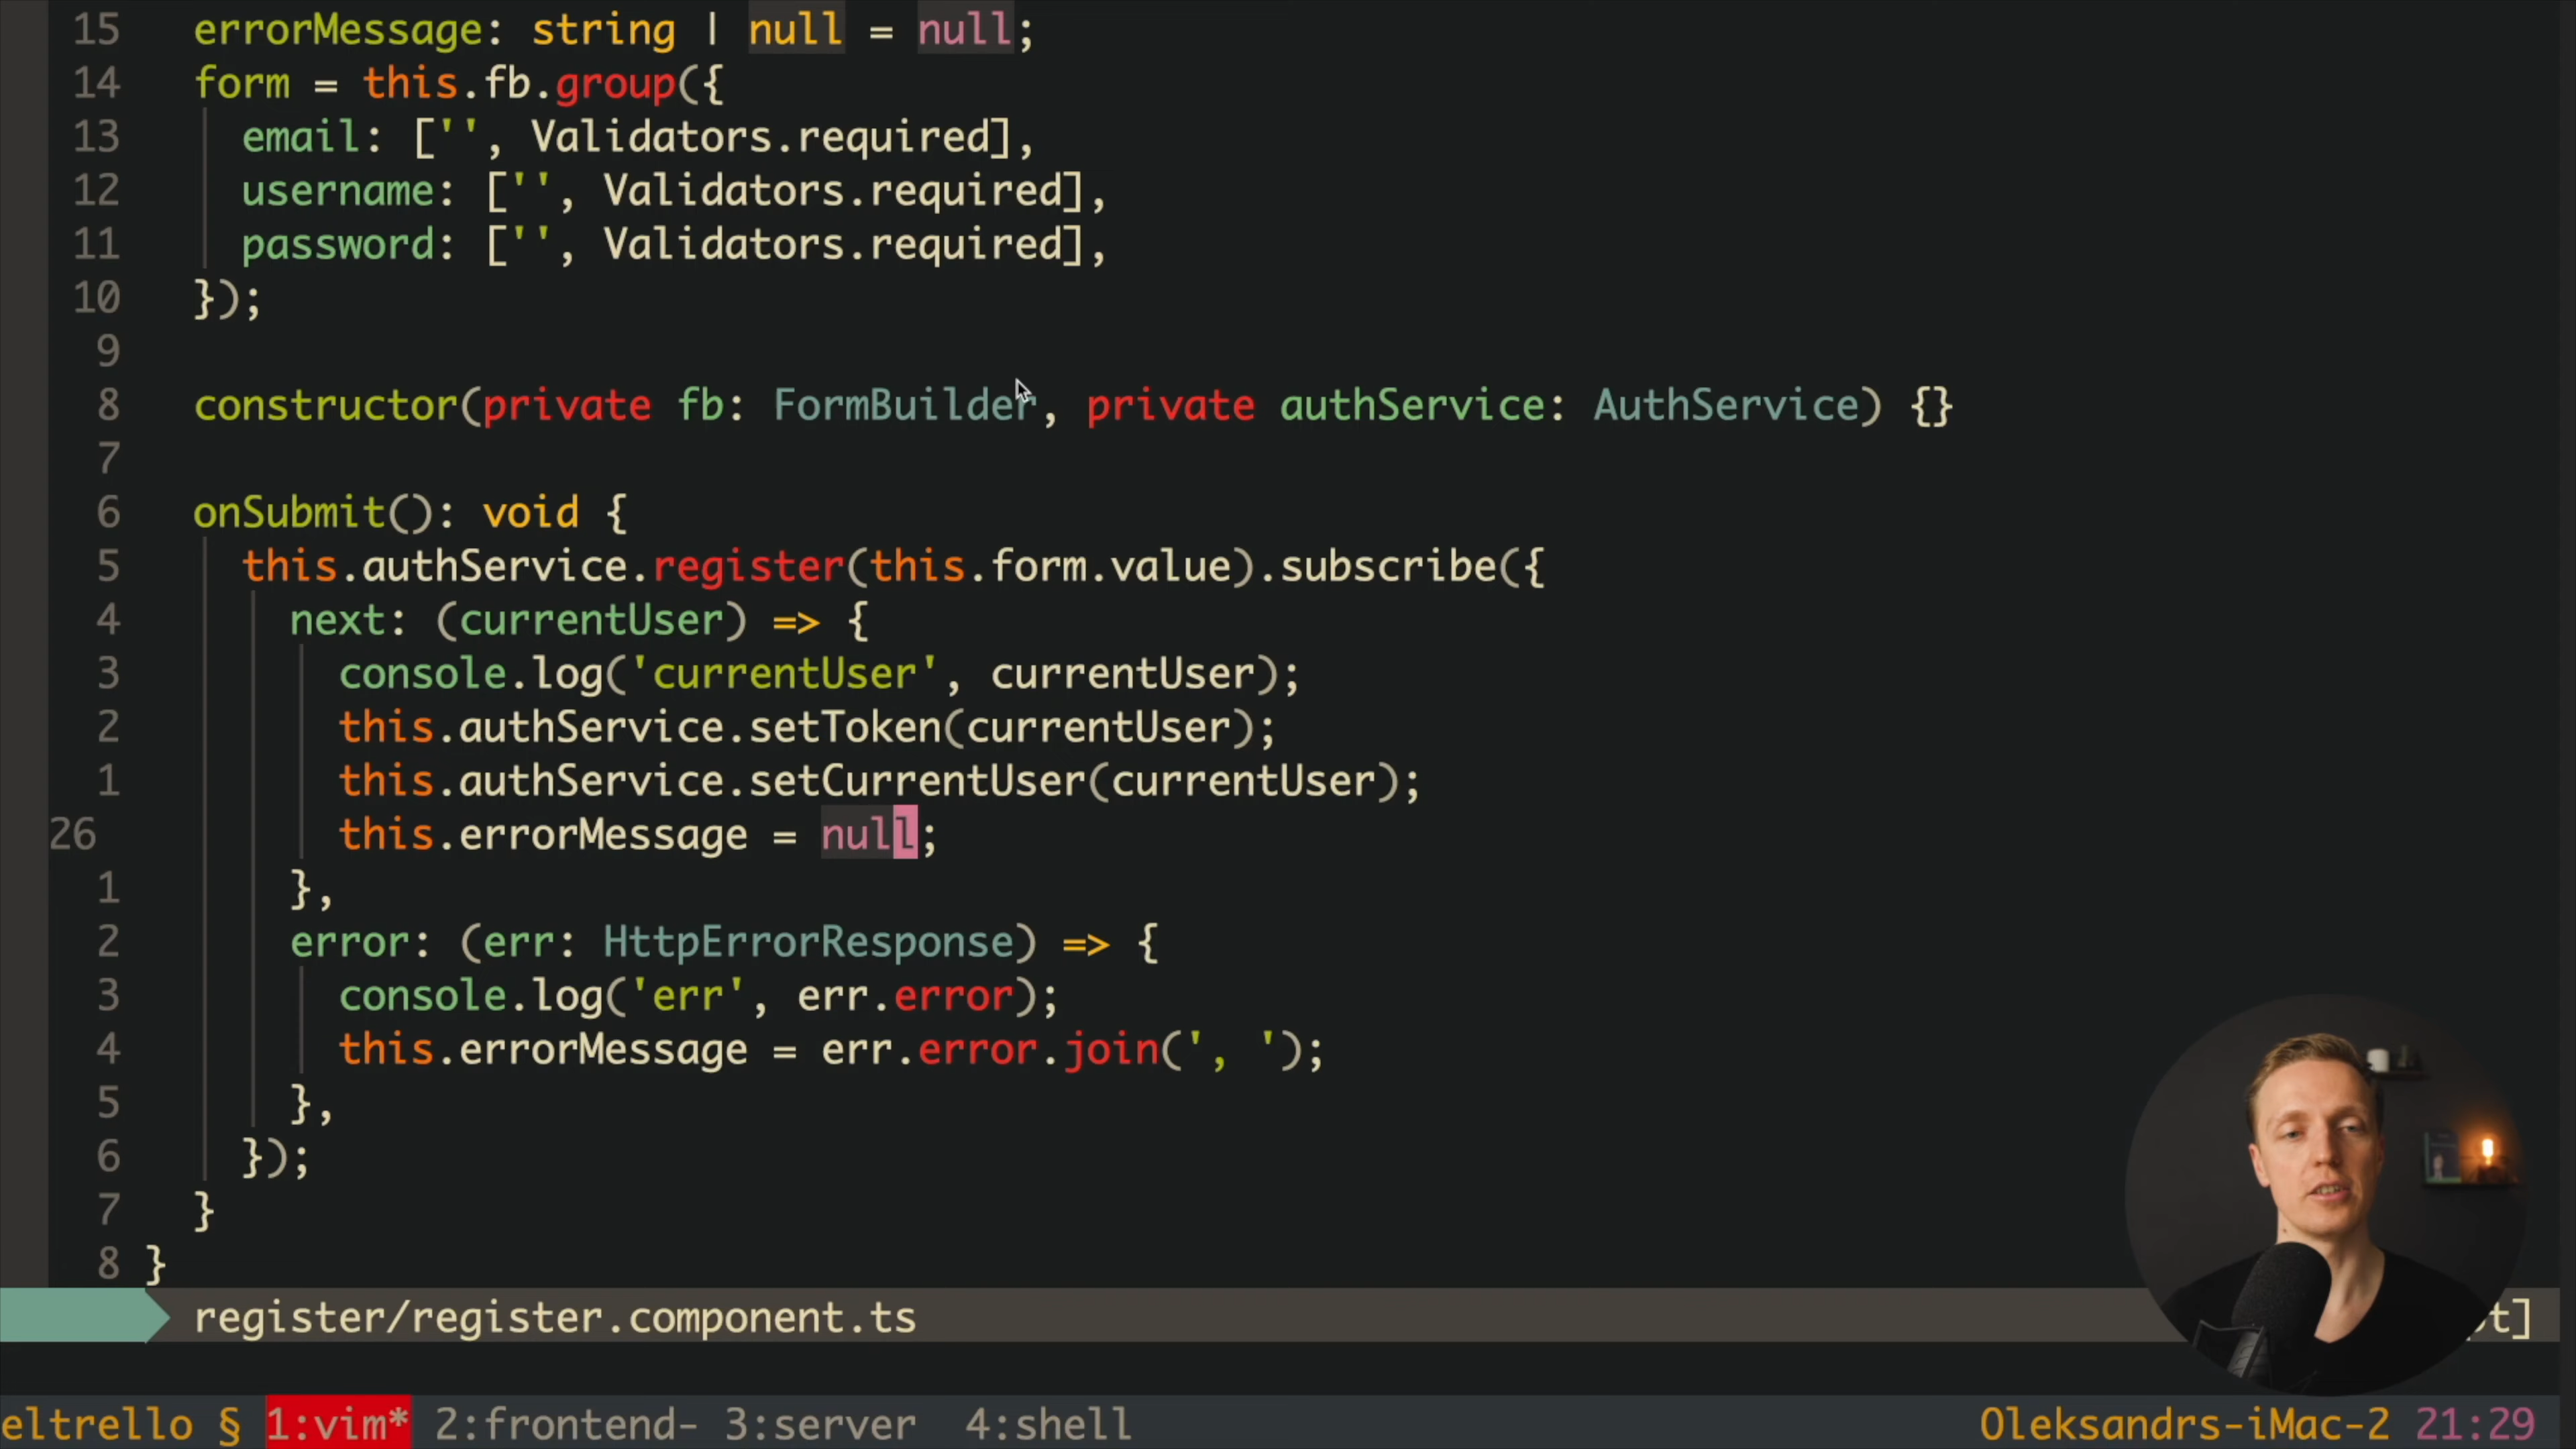 15 errorMessage: string | null = null;
14 form = this.fb.group({
13 email: ['', Validators.required],
12 username: ['', Validators.required],
11 password: ['', Validators.required],
10 });
9
8 constructor(private fb: FormBuilder, private authService: AuthService) {}
7
6 onSubmit(): void {
5 this.authService.register(this.form.value).subscribe({
4 next: (currentUser) => {
3 console.log('currentUser', currentUser);
2 this.authService.setToken(currentUser);
1 this.authService.setCurrentUser(currentUser);
26 this.errorMessage = null;
1 },
2 error: (err: HttpErrorResponse) => {
3 console.log('err', err.error);
4 this.errorMessage = err.error.join(', ');
5 },
6 });
7 }
8 }
register/register.component.ts
eltrello § 1:vim* 2:frontend- 3:server 4:shell Oleksandrs-iMac-2 21:29